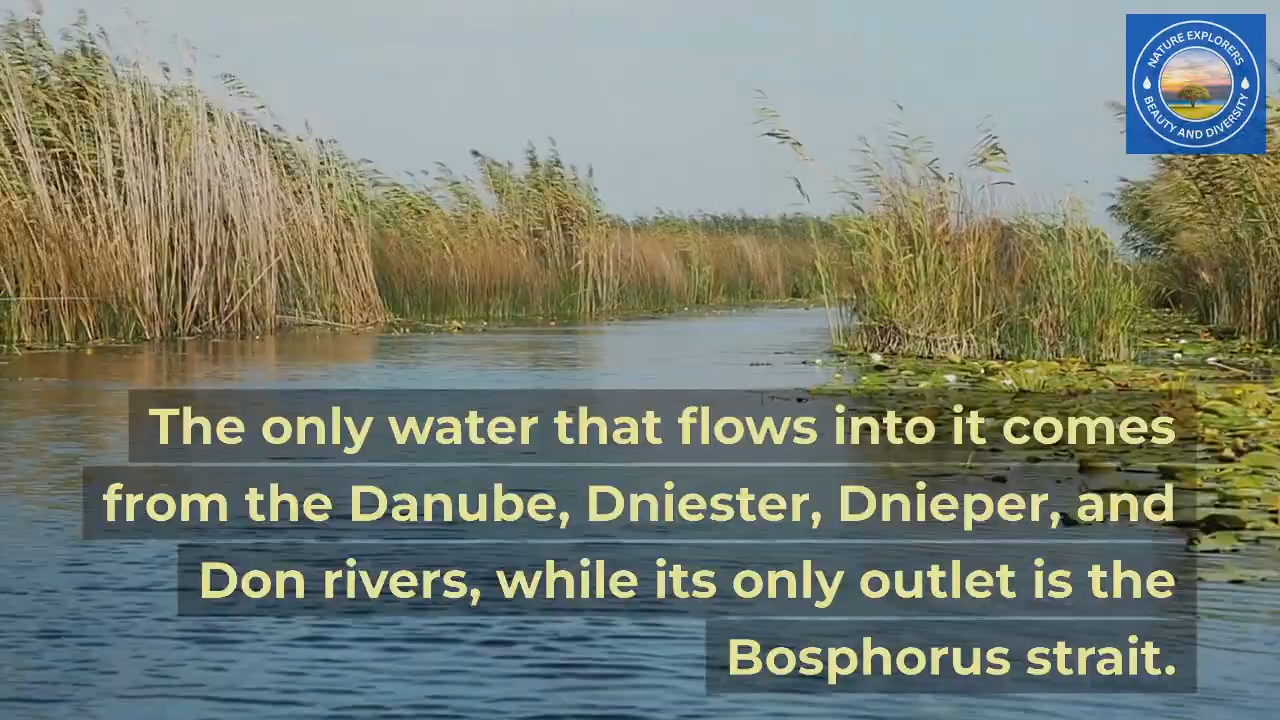 NATURE EXPLORERS
BEAUTY AND DIVERSITY
The only water that flows into it comes
from the Danube, Dniester, Dnieper, and
Don rivers, while its only outlet is the
Bosphorus strait.